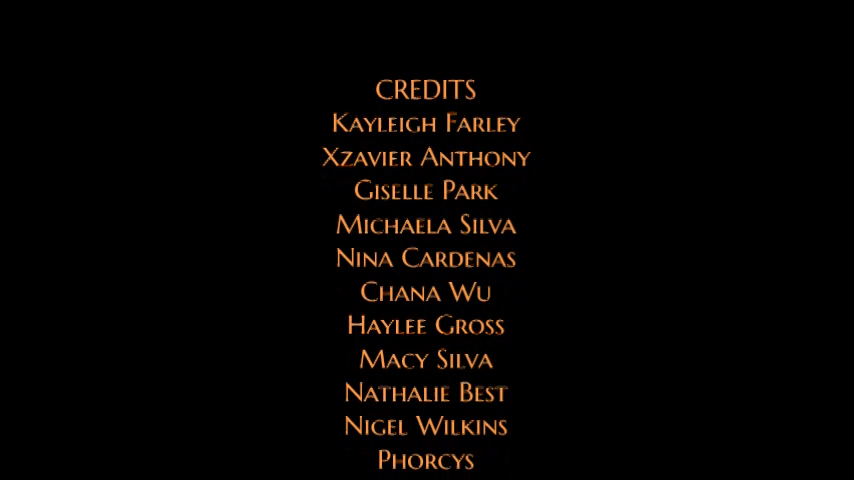 CREDITS
Kayleigh Farley
Xzavier Anthony
Giselle Park
Michaela Silva
Nina Cardenas
Chana Wu
Haylee Gross
Macy Silva
Nathalie Best
Nigel Wilkins
Phorcys